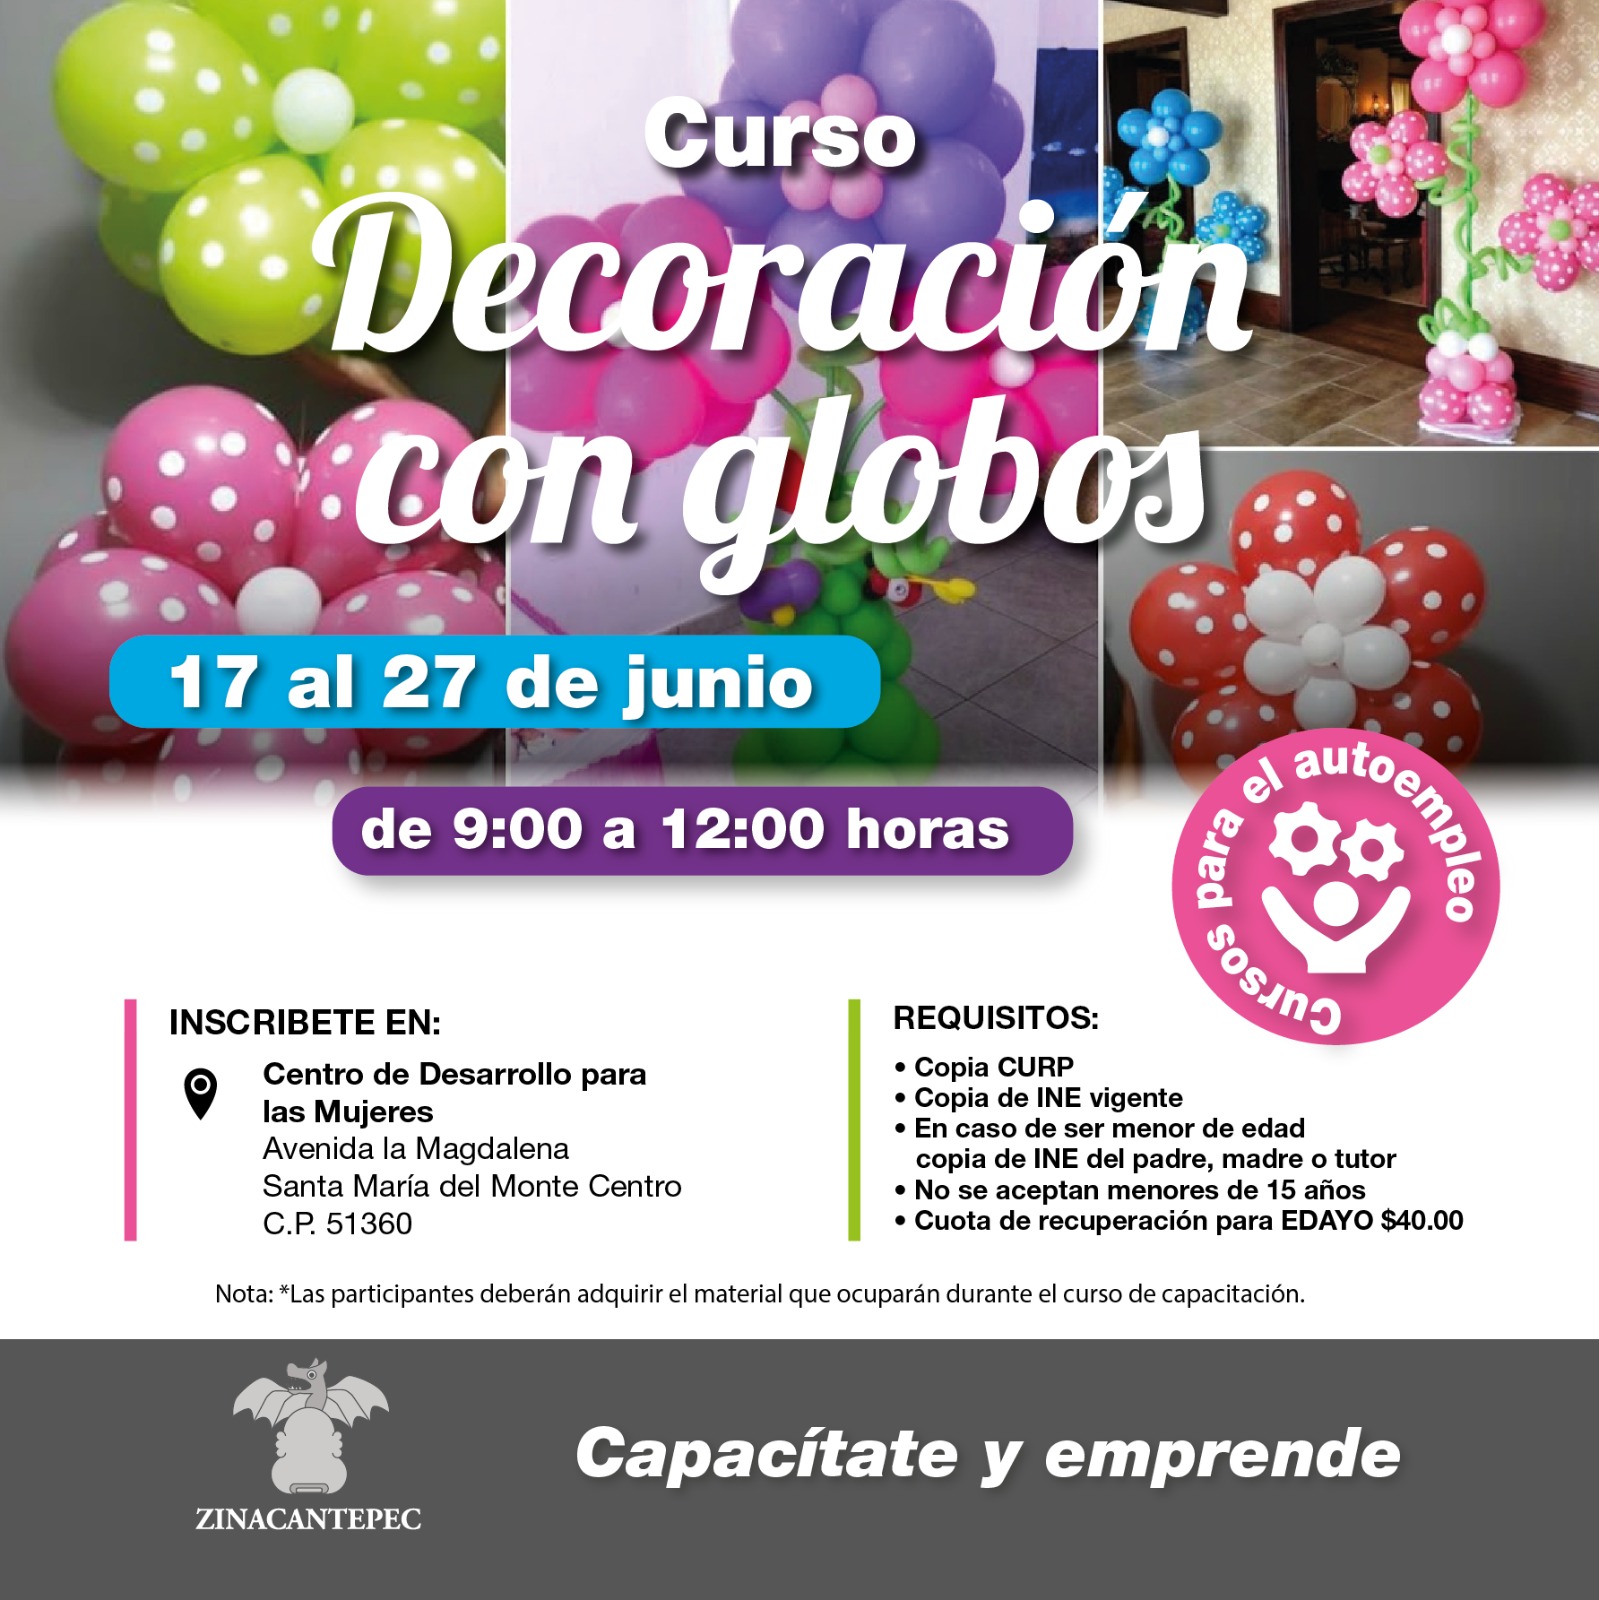 Curso
Decoración
con globos
17 al 27 de junio
de 9:00 a 12:00 horas
Cursos para el autoempleo
INSCRIBETE EN:
Centro de Desarrollo para
las Mujeres
Avenida la Magdalena
Santa María del Monte Centro
C.P. 51360
REQUISITOS:
• Copia CURP
• Copia de INE vigente
• En caso de ser menor de edad
copia de INE del padre, madre o tutor
• No se aceptan menores de 15 años
• Cuota de recuperación para EDAYO $40.00
Nota: *Las participantes deberán adquirir el material que ocuparán durante el curso de capacitación.
ZINACANTEPEC
Capacítate y emprende